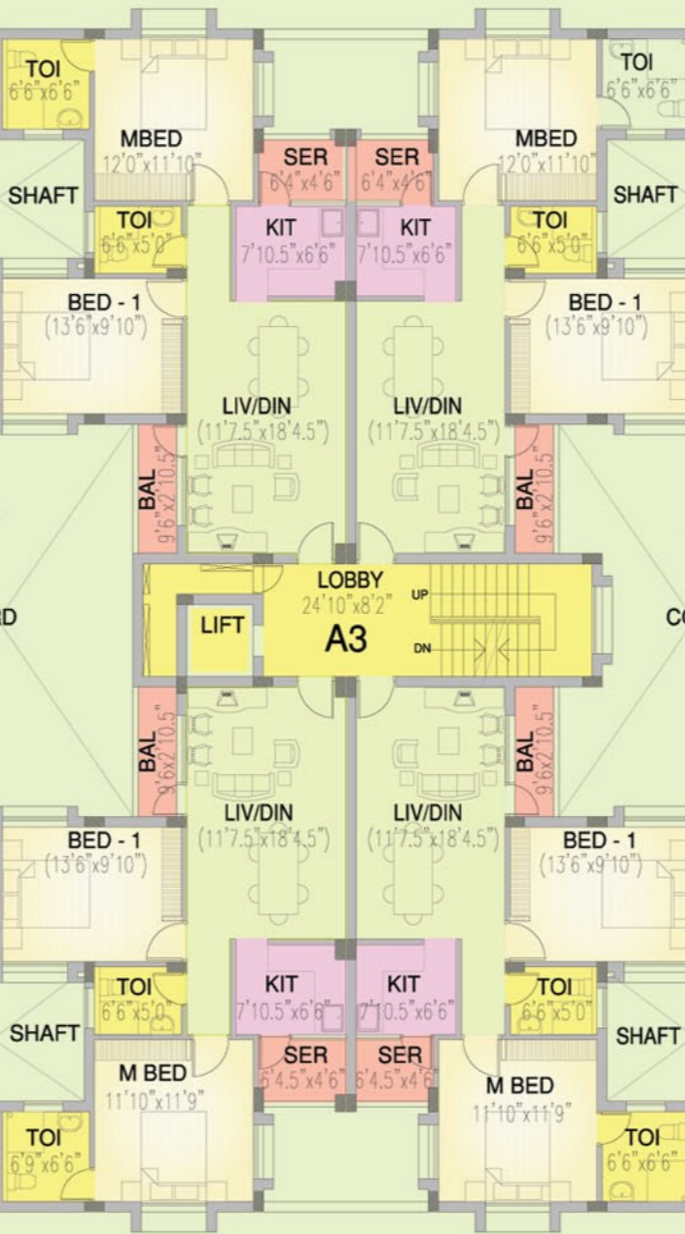 TOI
6'6"x6'6"
MBED
12'0"x11'10"
SER
6'4"x4'6"
SER
6'4"x4'6"
MBED
12'0"x11'10"
TOI
6'6"x6'6"
SHAFT
TOI
6'6"x5'0"
KIT
7'10.5"x6'6"
KIT
7'10.5"x6'6"
TOI
6'6"x5'0"
SHAFT
BED - 1
(13'6"x9'10")
BED - 1
(13'6"x9'10")
LIV/DIN
(11'7.5"x18'4.5")
LIV/DIN
(11'7.5"x18'4.5")
BAL
9'6"x2'10.5"
BAL
9'6"x2'10.5"
LOBBY
24'10"x8'2"
A3
LIFT
UP
DN
RD
CO
BAL
9'6x2'10.5"
BAL
9'6x2'10.5"
LIV/DIN
(11'7.5"x18'4.5")
LIV/DIN
(11'7.5"x18'4.5")
BED - 1
(13'6"x9'10")
BED - 1
(13'6"x9'10")
TOI
6'6"x5'0"
KIT
7'10.5"x6'6"
KIT
7'10.5"x6'6"
TOI
6'6"x5'0"
SHAFT
SHAFT
M BED
11'10"x11'9"
SER
6'4.5"x4'6"
SER
6'4.5"x4'6
M BED
11'10"x11'9"
TOI
6'9"x6'6"
TOI
6'6"x6'6"